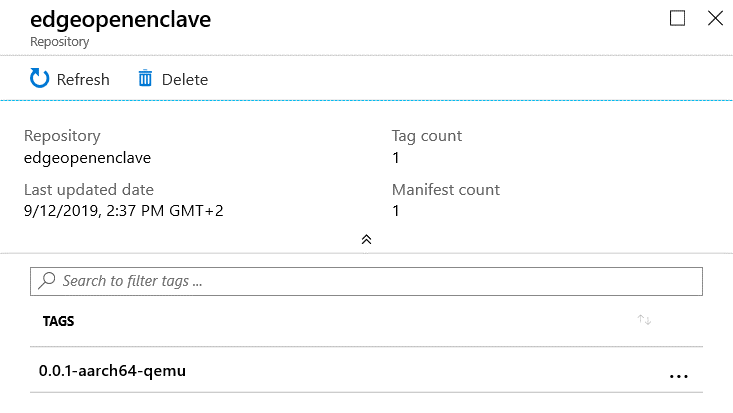 edgeopenenclave
Repository
Refresh Delete
Repository Tag count
edgeopenenclave 1
Last updated date Manifest count
9/12/2019, 2:37 PM GMT+2 1
Search to filter tags ...
TAGS
0.0.1-aarch64-qemu